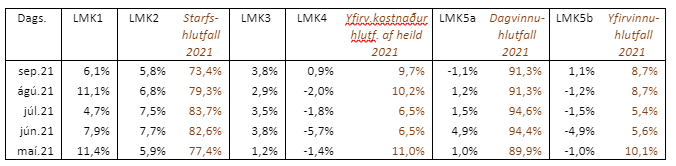 Dags. LMK1 LMK2 Starfs-hlutfall 2021 LMK3 LMK4 Yfirv.kostnaður hlutf. af heild 2021 LMK5a Dagvinnu-hlutfall 2021 LMK5b Yfirvinnu-hlutfall 2021
sep.21 6,1% 5,8% 73,4% 3,8% 0,9% 9,7% -1,1% 91,3% 1,1% 8,7%
ágú.21 11,1% 6,8% 79,3% 2,9% -2,0% 10,2% 1,2% 91,3% -1,2% 8,7%
júl.21 4,7% 7,5% 83,7% 3,5% -1,8% 6,5% 1,5% 94,6% -1,5% 5,4%
jún.21 7,9% 7,7% 82,6% 3,8% -5,7% 6,5% 4,9% 94,4% -4,9% 5,6%
maí.21 11,4% 5,9% 77,4% 1,2% -1,4% 11,0% 1,0% 89,9% -1,0% 10,1%